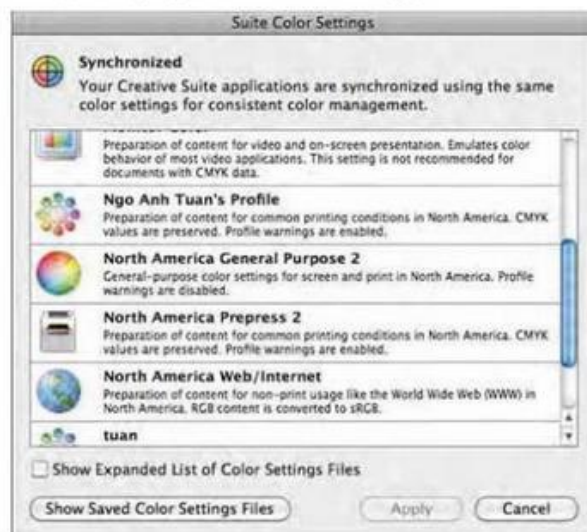 Suite Color Settings
Synchronized
Your Creative Suite applications are synchronized using the same
color settings for consistent color management.
Monitor Color
Preparation of content for video and on-screen presentation. Emulates color
behavior of most video applications. This setting is not recommended for
documents with CMYK data.
Ngo Anh Tuan's Profile
Preparation of content for common printing conditions in North America. CMYK
values are preserved. Profile warnings are enabled.
North America General Purpose 2
General-purpose color settings for screen and print in North America. Profile
warnings are disabled.
North America Prepress 2
Preparation of content for common printing conditions in North America. CMYK
values are preserved. Profile warnings are enabled.
North America Web/Internet
Preparation of content for non-print usage like the World Wide Web (WWW) in
North America. RGB content is converted to sRGB.
tuan
Show Expanded List of Color Settings Files
Show Saved Color Settings Files
Apply
Cancel